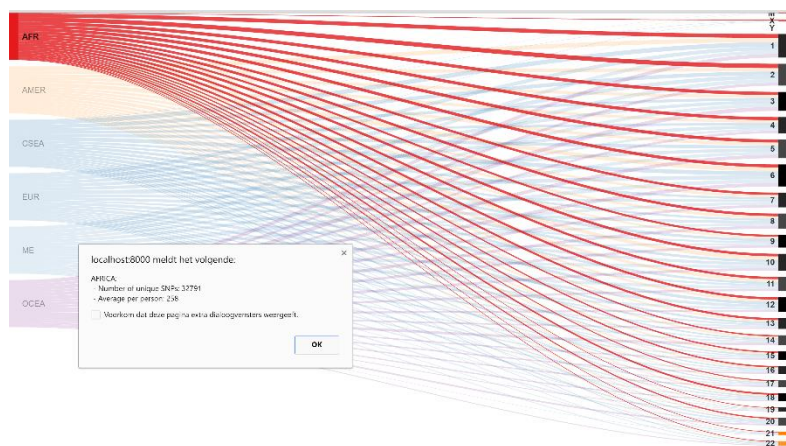 AFR
AMER
CSEA
EUR
ME
OCEA
localhost:8000 meldt het volgende:
AFRICA:
- Number of unique SNPs: 32791
- Average per person: 258
Voorkom dat deze pagina extra dialoogvensters weergeeft.
OK
X
Y
1
2
3
4
5
6
7
8
9
10
11
12
13
14
15
16
17
18
19
20
21
22